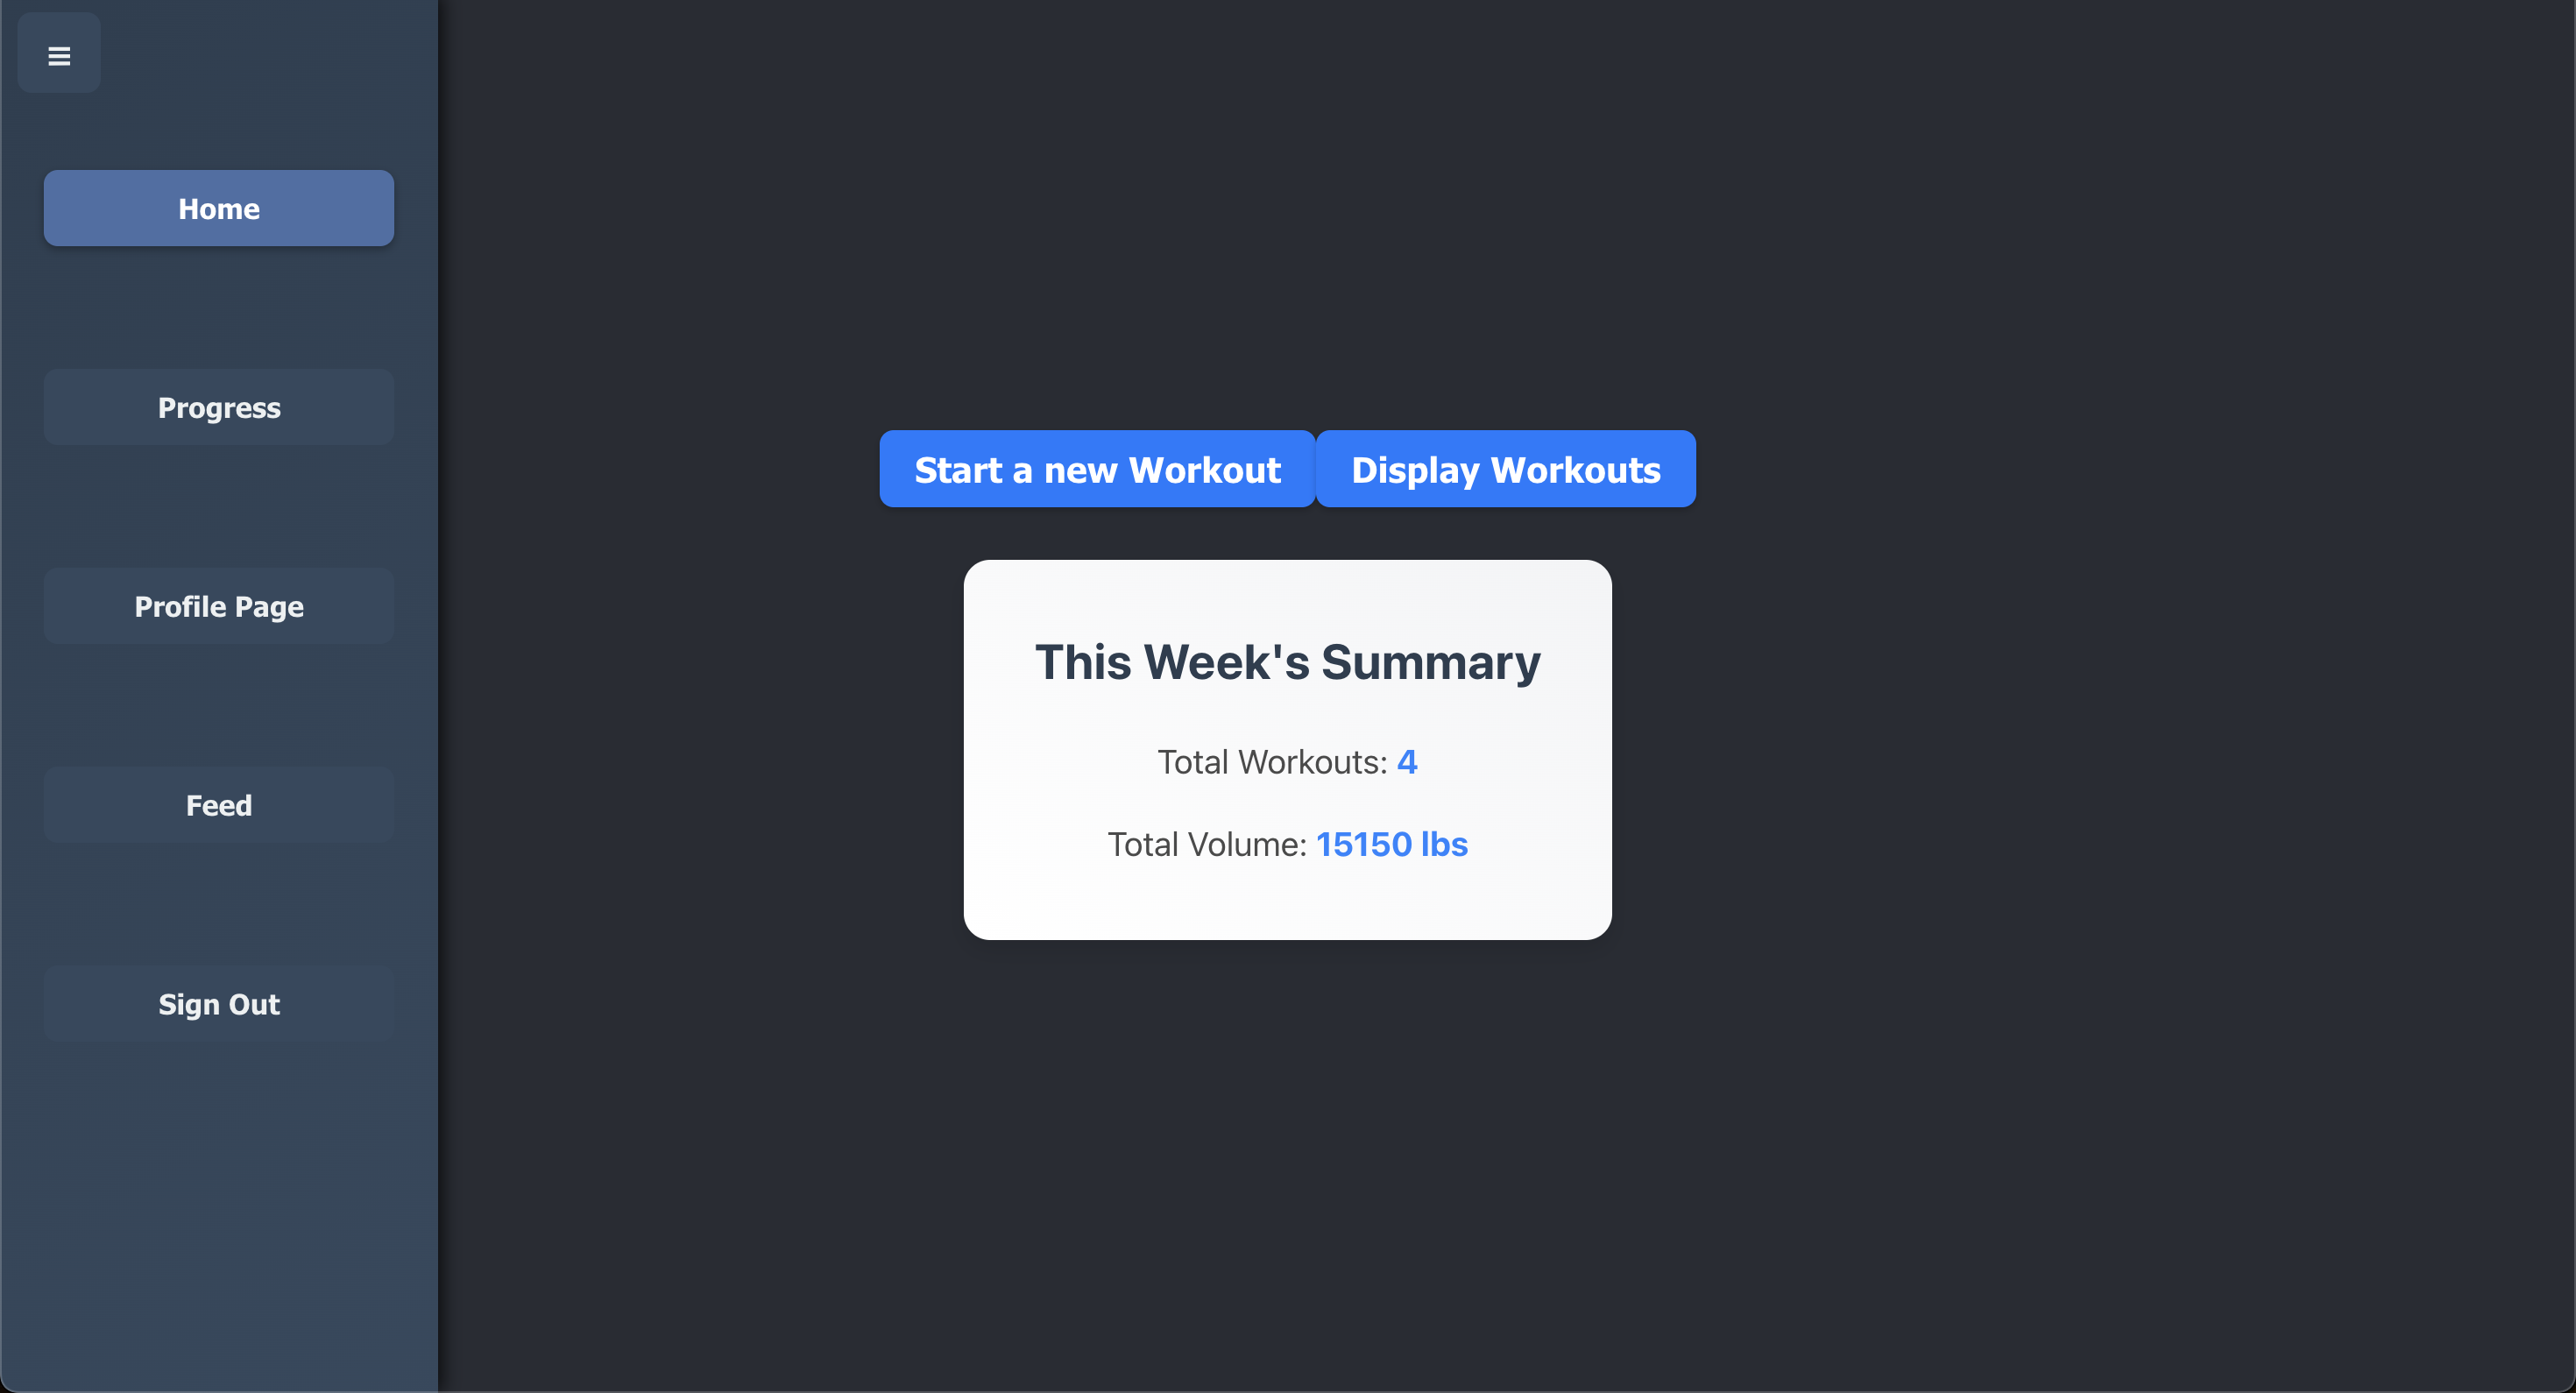 Home
Progress
Profile Page
Feed
Sign Out
Start a new Workout
Display Workouts
This Week's Summary
Total Workouts: 4
Total Volume: 15150 lbs